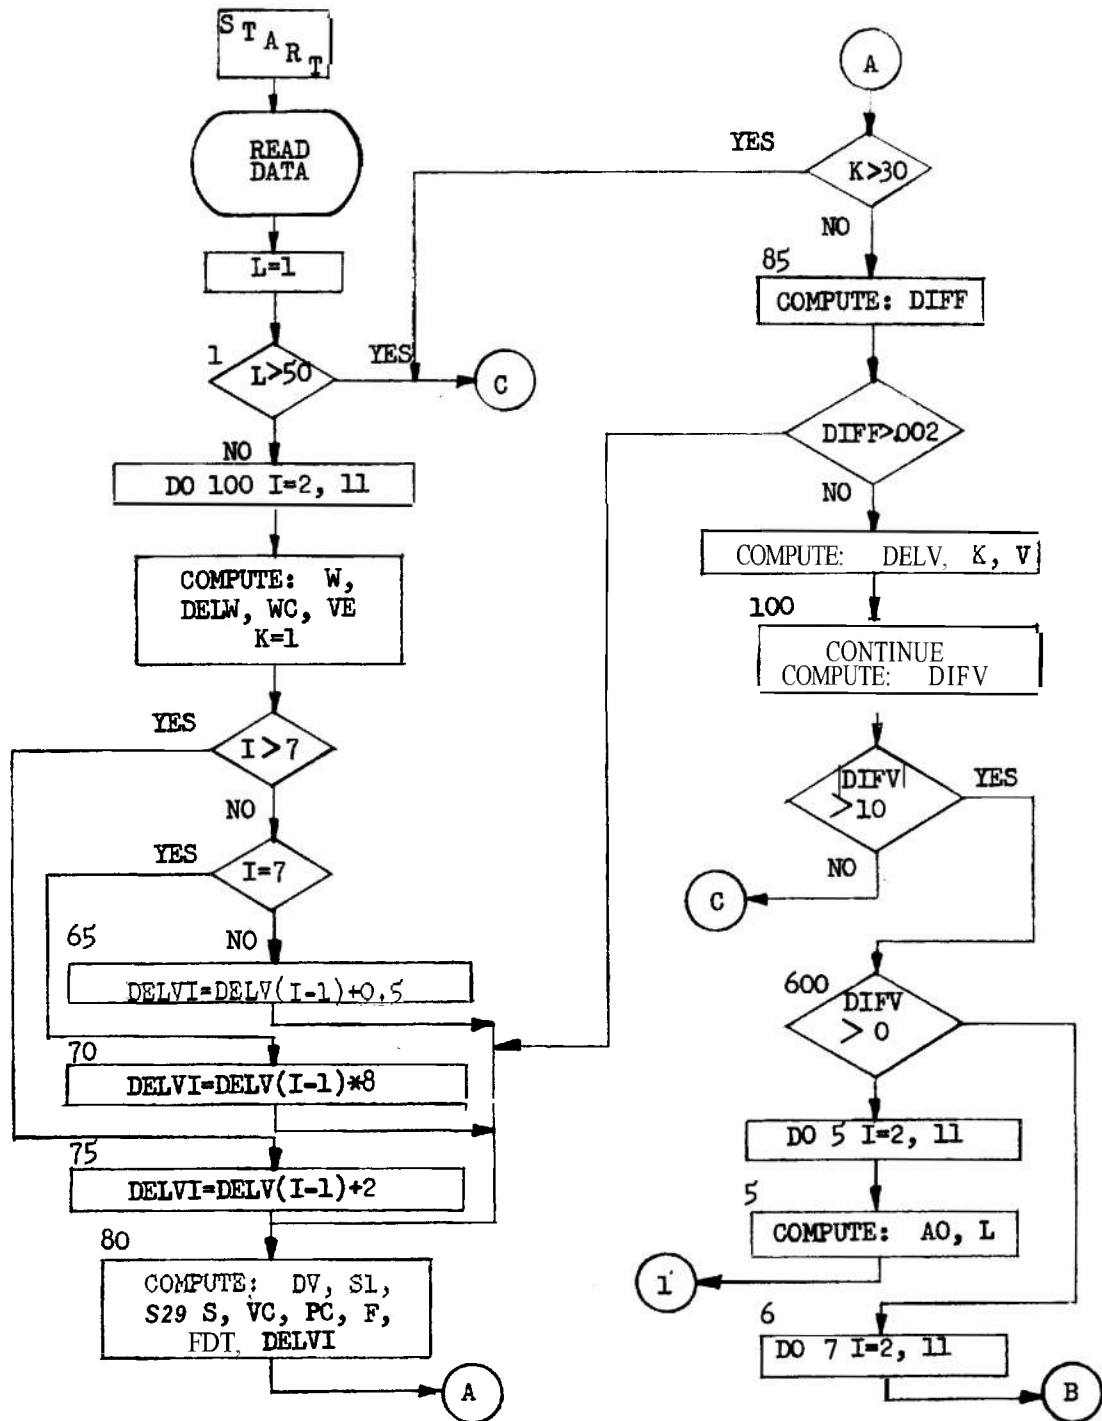 START
READ
DATA
L=1
1
L>50
YES
C
NO
DO 100 I=2, 11
COMPUTE: W,
DELW, WC, VE
K=1
YES
I>7
NO
YES
I=7
NO
65
DELVI=DELV(I-1)+0.5
70
DELVI=DELV(I-1)*8
75
DELVI=DELV(I-1)+2
80
COMPUTE: DV, S1,
S29 S, VC, PC, F,
FDT, DELVI
A
A
YES
K>30
NO
85
COMPUTE: DIFF
DIFF>.002
NO
COMPUTE: DELV, K, V
100
CONTINUE
COMPUTE: DIFV
|DIFV|
>10
YES
NO
C
600
DIFV
> 0
DO 5 I=2, 11
5
COMPUTE: AO, L
1
6
DO 7 I=2, 11
B